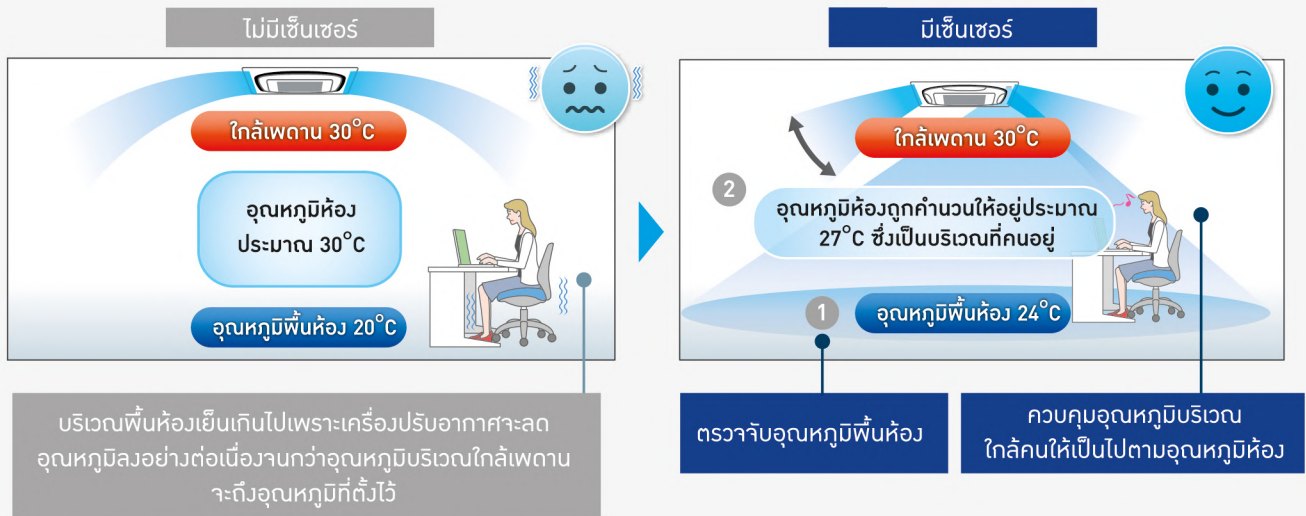 ไม่มีเซ็นเซอร์
ใกล้เพดาน 30°C
อุณหภูมิห้อง
ประมาณ 30°C
อุณหภูมิพื้นห้อง 20°C
บริเวณพื้นห้องเย็นเกินไปเพราะเครื่องปรับอากาศจะลด
อุณหภูมิลงอย่างต่อเนื่องจนกว่าอุณหภูมิบริเวณใกล้เพดาน
จะถึงอุณหภูมิที่ตั้งไว้
มีเซ็นเซอร์
ใกล้เพดาน 30°C
2
อุณหภูมิห้องถูกคำนวนให้อยู่ประมาณ
27°C ซึ่งเป็นบริเวณที่คนอยู่
1
อุณหภูมิพื้นห้อง 24°C
ตรวจจับอุณหภูมิพื้นห้อง
ควบคุมอุณหภูมิบริเวณ
ใกล้คนให้เป็นไปตามอุณหภูมิห้อง